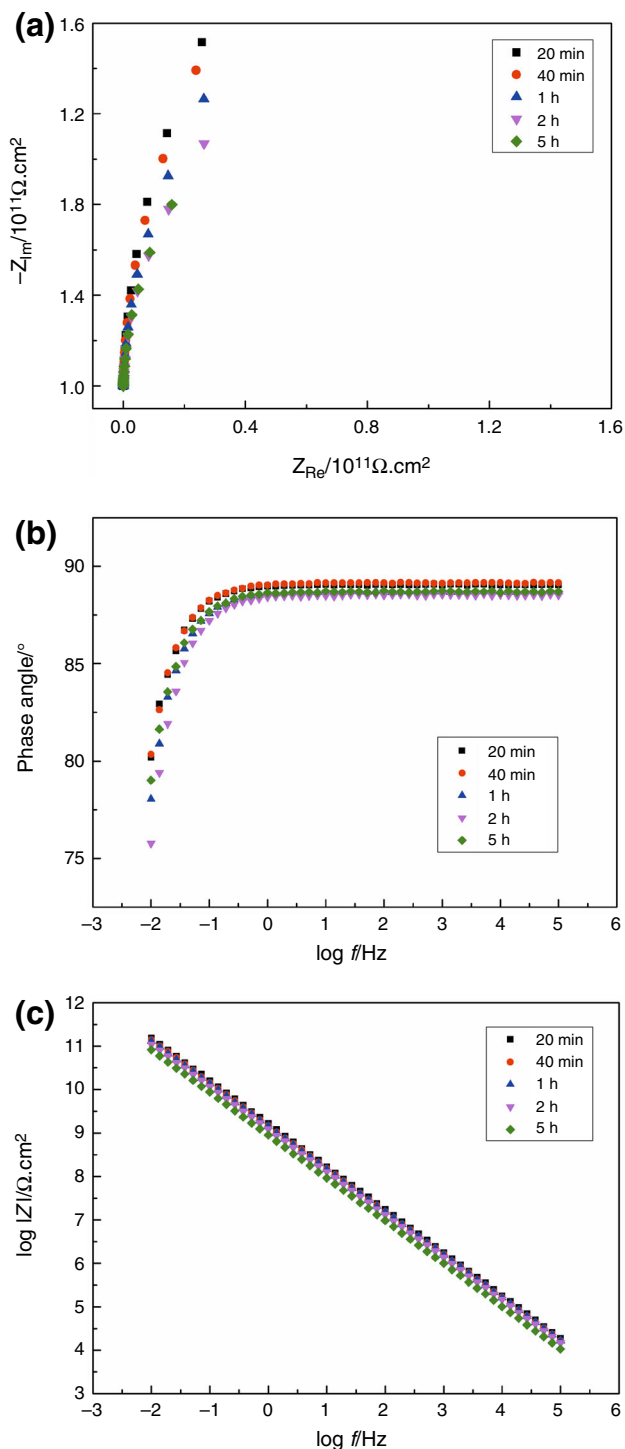 (a)
1.6
1.2
1.8
1.4
1.0
–Z_Im/10^11Ω.cm^2
20 min
40 min
1 h
2 h
5 h
0.0 0.4 0.8 1.2 1.6
Z_Re/10^11Ω.cm^2
(b)
90
85
80
75
Phase angle/°
20 min
40 min
1 h
2 h
5 h
–3 –2 –1 0 1 2 3 4 5 6
log f/Hz
(c)
12
11
10
9
8
7
6
5
4
3
log |Z|/Ω.cm^2
20 min
40 min
1 h
2 h
5 h
–3 –2 –1 0 1 2 3 4 5 6
log f/Hz